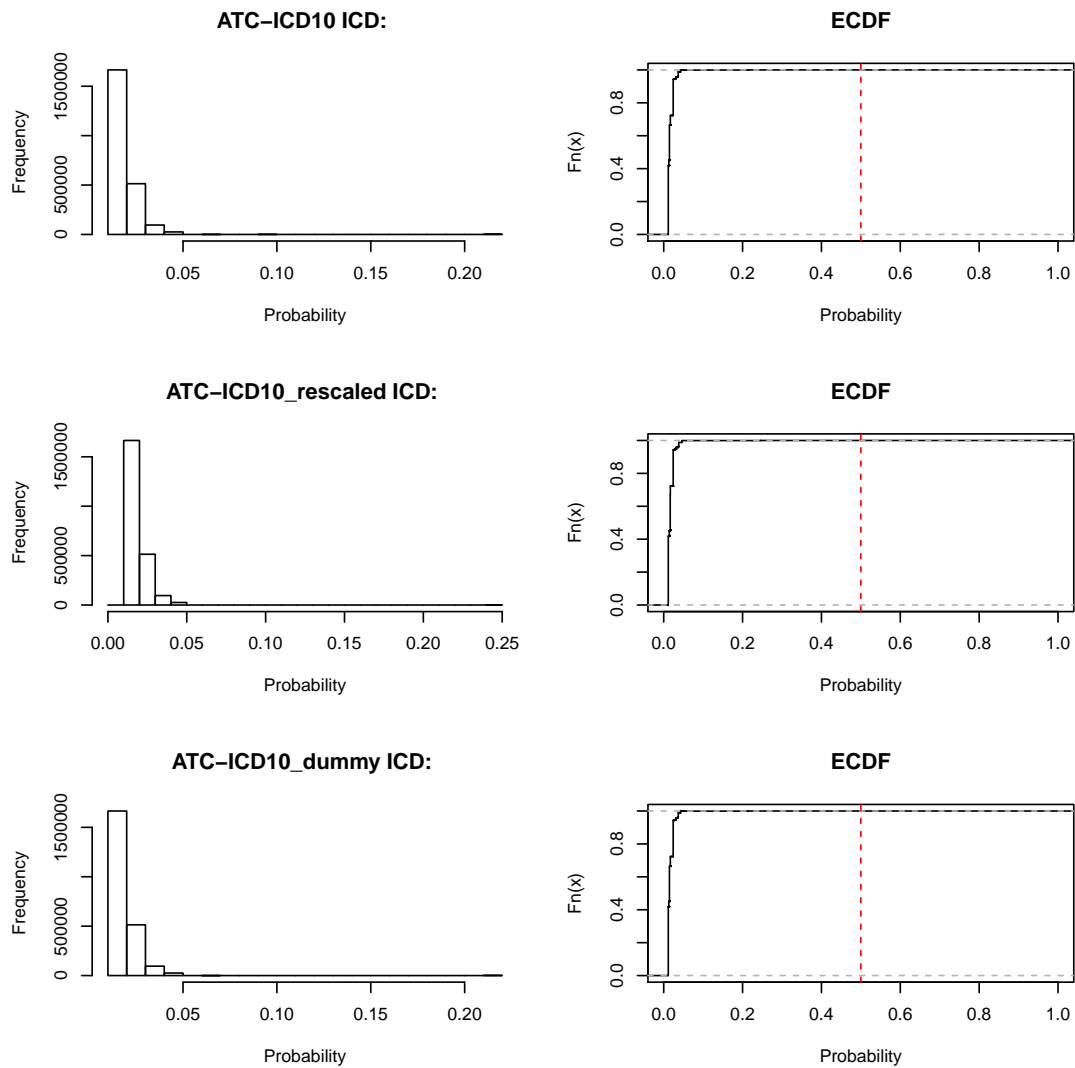 ATC−ICD10 ICD:
Frequency
0 500000 1500000
0.05 0.10 0.15 0.20
Probability
ECDF
Fn(x)
0.0 0.4 0.8
0.0 0.2 0.4 0.6 0.8 1.0
Probability
ATC−ICD10_rescaled ICD:
Frequency
0 500000 1500000
0.00 0.05 0.10 0.15 0.20 0.25
Probability
ECDF
Fn(x)
0.0 0.4 0.8
0.0 0.2 0.4 0.6 0.8 1.0
Probability
ATC−ICD10_dummy ICD:
Frequency
0 500000 1500000
0.05 0.10 0.15 0.20
Probability
ECDF
Fn(x)
0.0 0.4 0.8
0.0 0.2 0.4 0.6 0.8 1.0
Probability